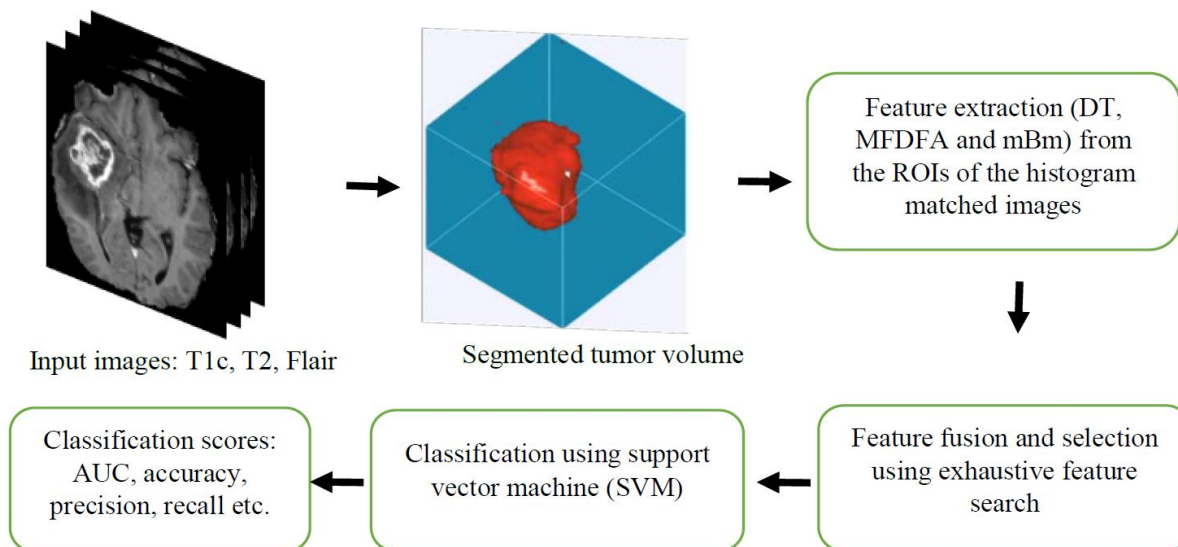 Input images: T1c, T2, Flair
Segmented tumor volume
Feature extraction (DT,
MFDFA and mBm) from
the ROIs of the histogram
matched images
Feature fusion and selection
using exhaustive feature
search
Classification using support
vector machine (SVM)
Classification scores:
AUC, accuracy,
precision, recall etc.